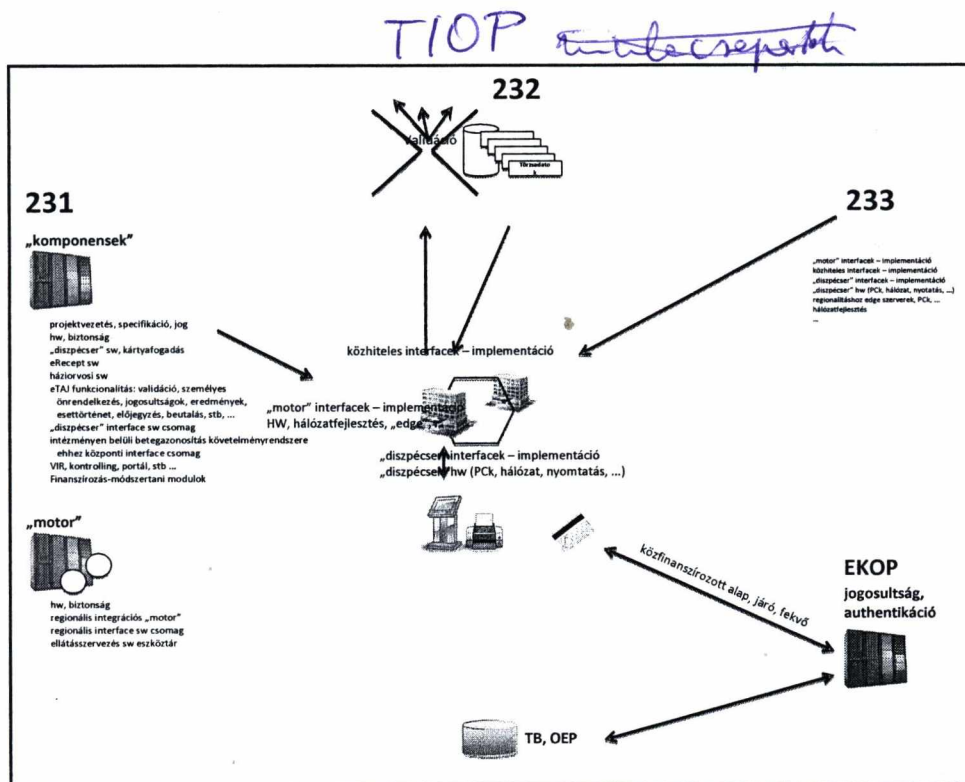 TIOP
232
Validáció
Törzsadato
k
231
„komponensek”
projektvezetés, specifikáció, jog
hw, biztonság
„diszpécser” sw, kártyafogadás
eRecept sw
háziorvosi sw
eTAJ funkcionalitás: validáció, személyes
önrendelkezés, jogosultságok, eredmények,
esettörténet, előjegyzés, beutalás, stb, ...
„diszpécser” interface sw csomag
intézményen belüli betegazonosítás követelményrendszere
ehhez központi interface csomag
VIR, kontrolling, portál, stb ...
Finanszírozás-módszertani modulok
„motor”
hw, biztonság
regionális integrációs „motor”
regionális interface sw csomag
ellátásszervezés sw eszköztár
233
„motor” interfacek – implementáció
közhiteles interfacek – implementáció
„diszpécser” interfacek – implementáció
„diszpécser” hw (PCk, hálózat, nyotatás, ...)
regionalitáshoz edge szerverek, PCk, ...
hálózatfejlesztés
...
közhiteles interfacek – implementáció
„motor” interfacek – implementáció
HW, hálózatfejlesztés, „edge
„diszpécser” interfacek – implementáció
„diszpécser” hw (PCk, hálózat, nyomtatás, ...)
közfinanszírozott alap, járó, fekvő
EKOP
jogosultság,
authentikáció
TB, OEP